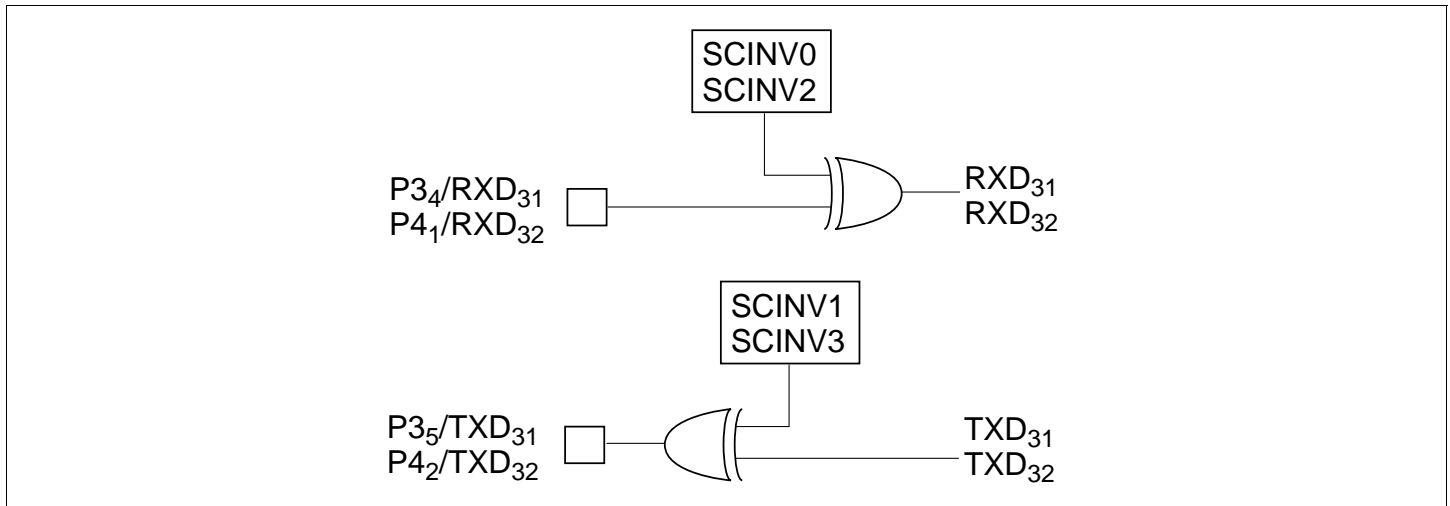 SCINV0
SCINV2
P3₄/RXD₃₁
P4₁/RXD₃₂
RXD₃₁
RXD₃₂
SCINV1
SCINV3
P3₅/TXD₃₁
P4₂/TXD₃₂
TXD₃₁
TXD₃₂